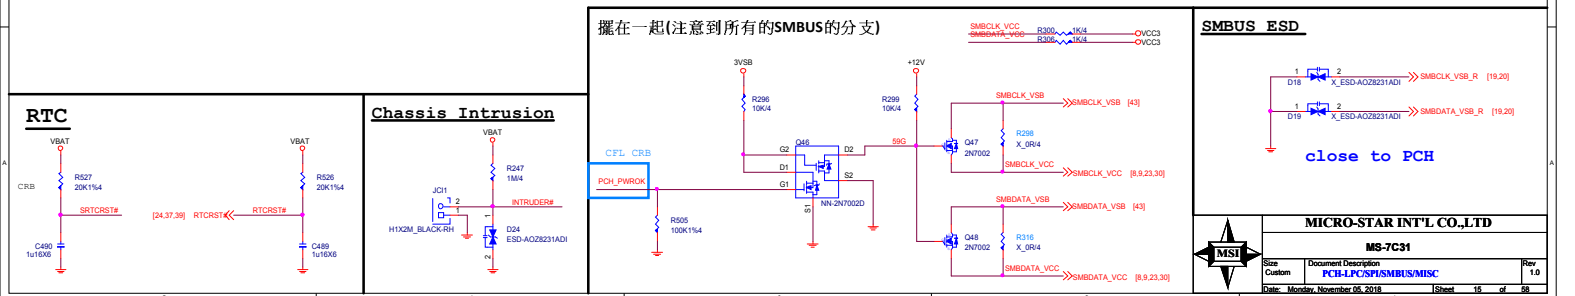 RTC
VBAT
R527
20K1%4
CRB
SRTCRST#
C490
1u16X6
VBAT
R526
20K1%4
[24,37,39] RTCRST# RTCRST#
C489
1u16X6
Chassis Intrusion
VBAT
R247
1M/4
JCI1
2
1
INTRUDER#
H1X2M_BLACK-RH
1
D24
ESD-AOZ8231ADI
2
擺在一起(注意到所有的SMBUS的分支)
SMBCLK_VCC R300 1K/4 VCC3
SMBDATA_VCC R306 1K/4 VCC3
3VSB
R296
10K/4
+12V
R299
10K/4
CFL CRB
PCH_PWROK
R505
100K1%4
Q46
G2 D2
D1
G1 S2
S1
NN-2N7002D
59G
SMBCLK_VSB SMBCLK_VSB [43]
Q47
2N7002
R298
X_0R/4
SMBCLK_VCC SMBCLK_VCC [8,9,23,30]
SMBDATA_VSB SMBDATA_VSB [43]
Q48
2N7002
R316
X_0R/4
SMBDATA_VCC SMBDATA_VCC [8,9,23,30]
SMBUS ESD
1 2
D18 X_ESD-AOZ8231ADI SMBCLK_VSB_R [19,20]
1 2
D19 X_ESD-AOZ8231ADI SMBDATA_VSB_R [19,20]
close to PCH
A
A
MSI
MICRO-STAR INT'L CO.,LTD
MS-7C31
Size Document Description Rev
Custom PCH-LPC/SPI/SMBUS/MISC 1.0
Date: Monday, November 05, 2018 Sheet 15 of 58